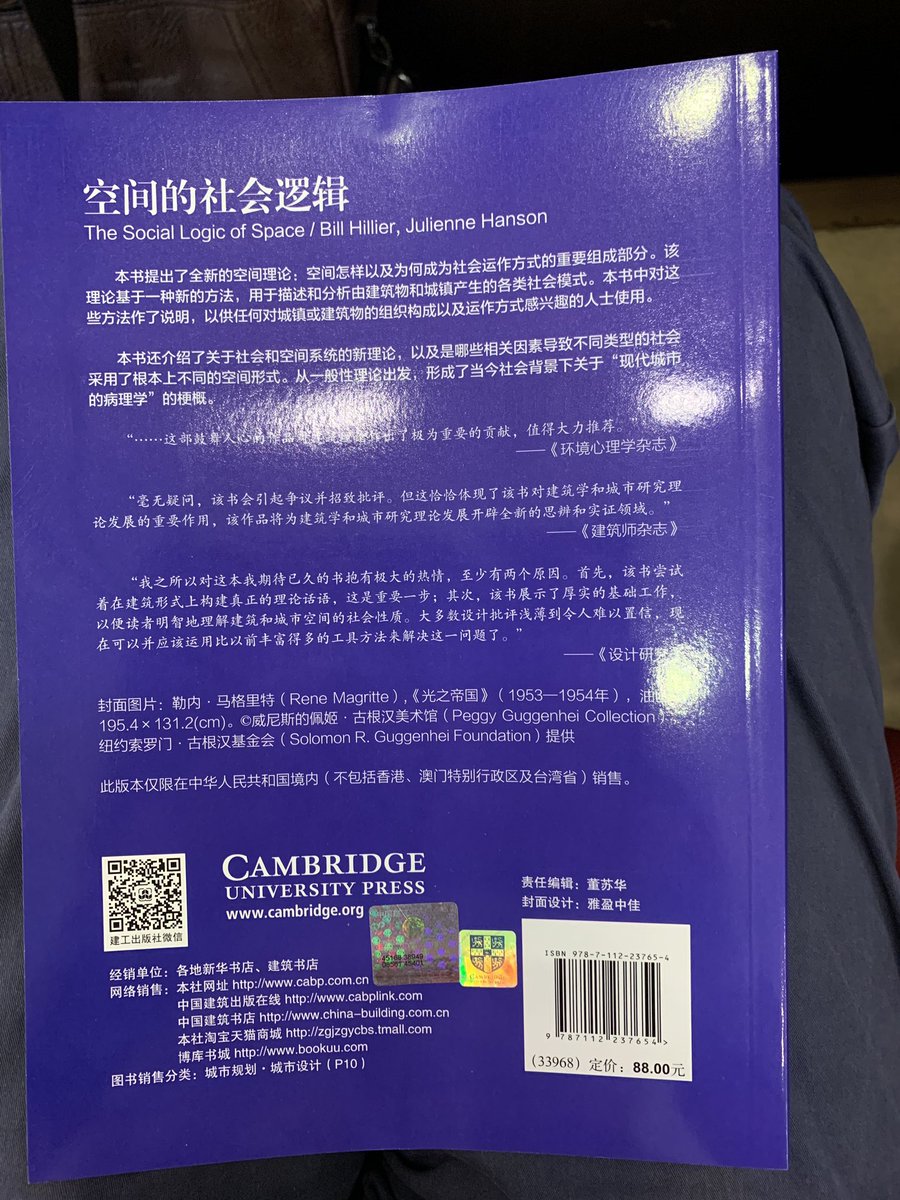 空间的社会逻辑
The Social Logic of Space / Bill Hillier, Julienne Hanson
本书提出了全新的空间理论：空间怎样以及为何成为社会运作方式的重要组成部分。该
理论基于一种新的方法，用于描述和分析由建筑物和城镇产生的各类社会模式。本书中对这
些方法作了说明，以供任何对城镇或建筑物的组织构成以及运作方式感兴趣的人士使用。
本书还介绍了关于社会和空间系统的新理论，以及是哪些相关因素导致不同类型的社会
采用了根本上不同的空间形式。从一般性理论出发，形成了当今社会背景下关于“现代城市
的病理学”的梗概。
“……这部鼓舞人心的作品出了极为重要的贡献，值得大力推荐。”
——《环境心理学杂志》
“毫无疑问，该书会引起争议并招致批评。但这恰恰体现了该书对建筑学和城市研究理
论发展的重要作用，该作品将为建筑学和城市研究理论发展开辟全新的思辨和实证领域。”
——《建筑师杂志》
“我之所以对这本我期待已久的书抱有极大的热情，至少有两个原因。首先，该书尝试
着在建筑形式上构建真正的理论话语，这是重要一步；其次，该书展示了厚实的基础工作，
以便读者明智地理解建筑和城市空间的社会性质。大多数设计批评浅薄到令人难以置信，现
在可以并应该运用比以前丰富得多的工具方法来解决这一问题了。”
——《设计研究》
封面图片：勒内·马格里特（Rene Magritte），《光之帝国》（1953—1954年），油
195.4×131.2(cm)。©威尼斯的佩姬·古根汉美术馆（Peggy Guggenhei Collection）
纽约索罗门·古根汉基金会（Solomon R. Guggenhei Foundation）提供
此版本仅限在中华人民共和国境内（不包括香港、澳门特别行政区及台湾省）销售。
建工出版社微信
CAMBRIDGE
UNIVERSITY PRESS
www.cambridge.org
责任编辑：董苏华
封面设计：雅盈中佳
经销单位：各地新华书店、建筑书店
网络销售：本社网址 http://www.cabp.com.cn
中国建筑出版在线 http://www.cabplink.com
中国建筑书店 http://www.china-building.com.cn
本社淘宝天猫商城 http://zgjzgycbs.tmall.com
博库书城 http://www.bookuu.com
图书销售分类：城市规划·城市设计（P10）
ISBN 978-7-112-23765-4
9 787112 237654 >
（33968）定价：88.00元